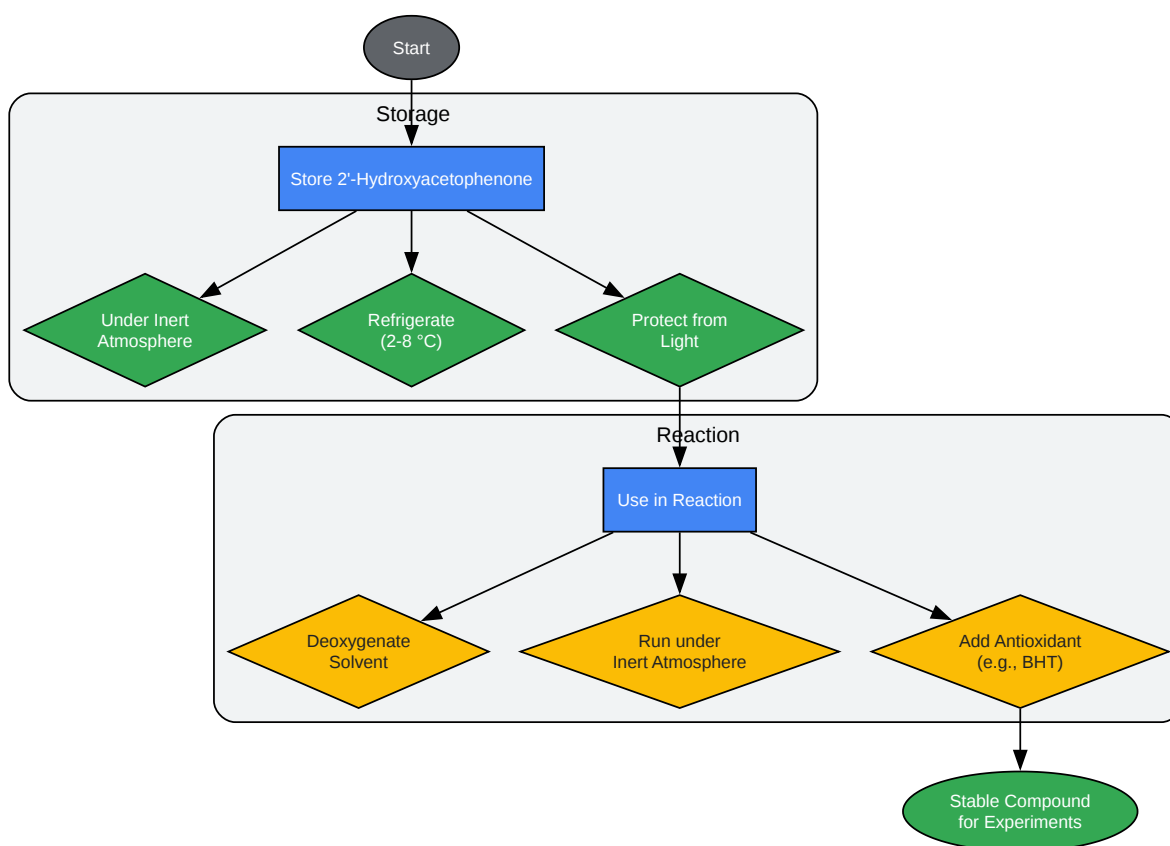 Start
Storage
Store 2'-Hydroxyacetophenone
Under Inert
Atmosphere
Refrigerate
(2-8 °C)
Protect from
Light
Reaction
Use in Reaction
Deoxygenate
Solvent
Run under
Inert Atmosphere
Add Antioxidant
(e.g., BHT)
Stable Compound
for Experiments